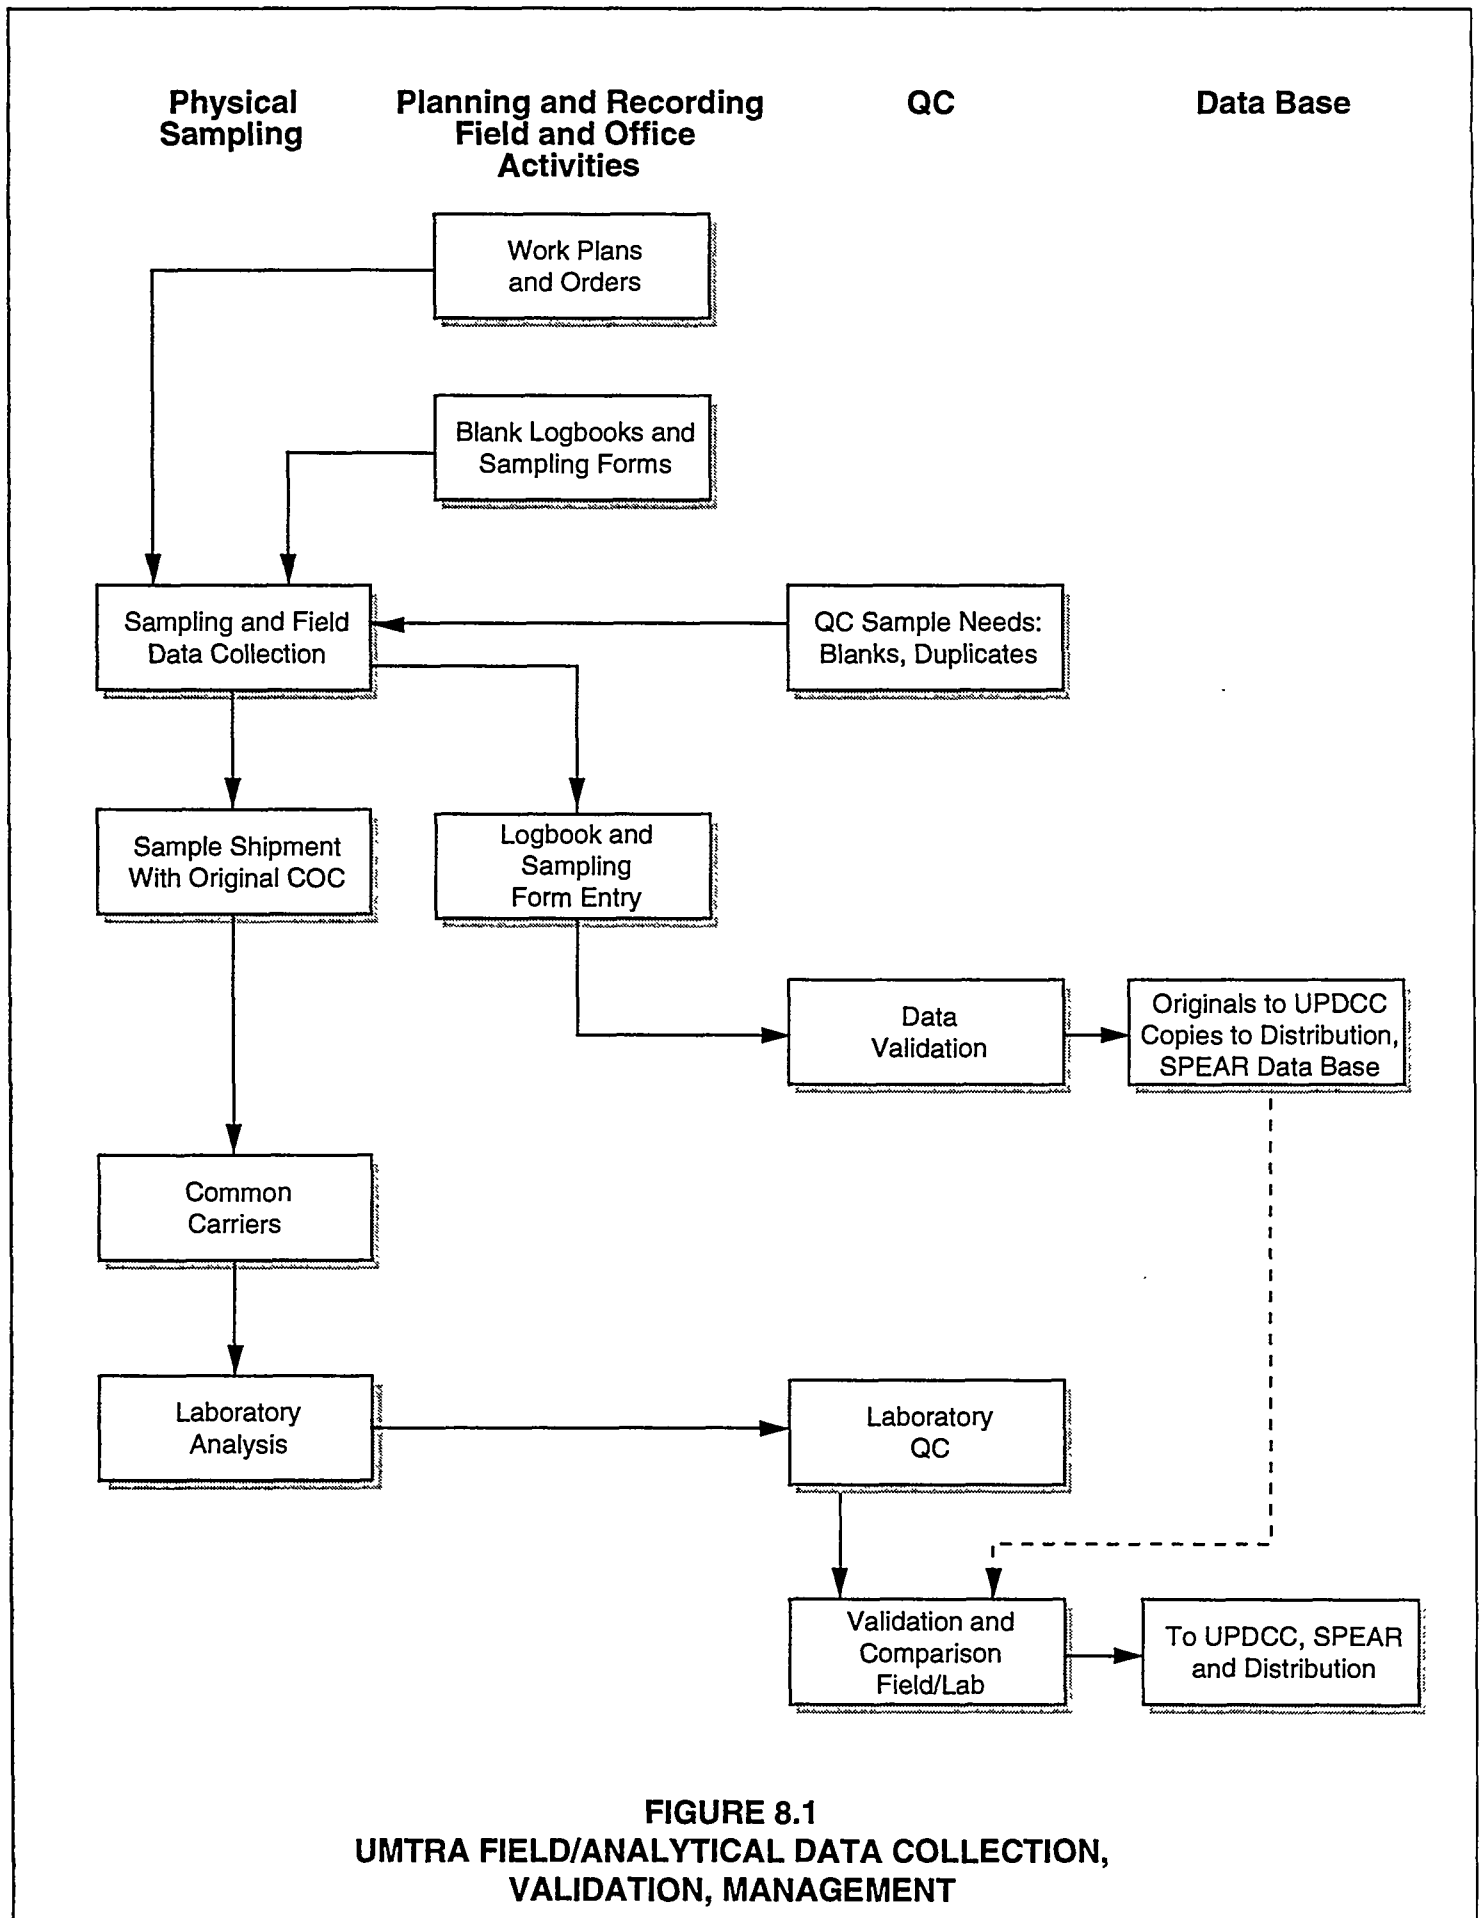 Physical
Sampling
Planning and Recording
Field and Office
Activities
QC
Data Base
Work Plans
and Orders
Blank Logbooks and
Sampling Forms
Sampling and Field
Data Collection
QC Sample Needs:
Blanks, Duplicates
Sample Shipment
With Original COC
Logbook and
Sampling
Form Entry
Data
Validation
Originals to UPDCC
Copies to Distribution,
SPEAR Data Base
Common
Carriers
Laboratory
Analysis
Laboratory
QC
Validation and
Comparison
Field/Lab
To UPDCC, SPEAR
and Distribution
FIGURE 8.1
UMTRA FIELD/ANALYTICAL DATA COLLECTION,
VALIDATION, MANAGEMENT